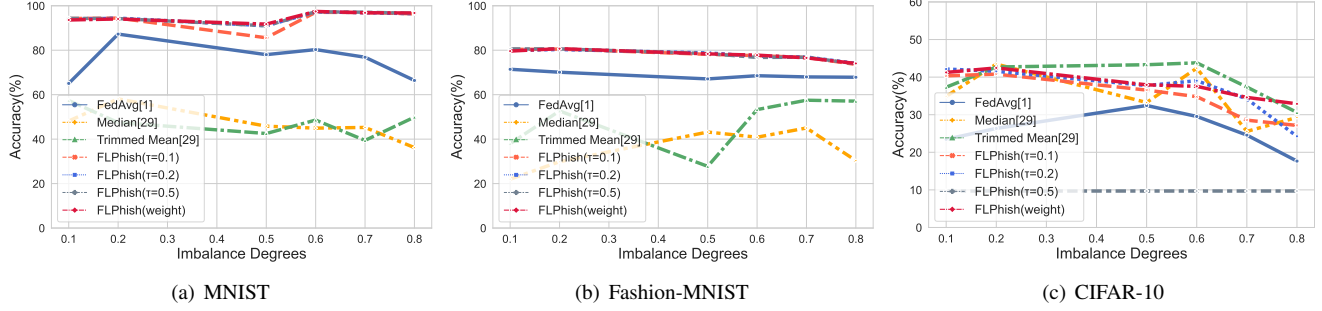 100
80
60
40
20
0
Accuracy(%)
FedAvg[1]
Median[29]
Trimmed Mean[29]
FLPhish(τ=0.1)
FLPhish(τ=0.2)
FLPhish(τ=0.5)
FLPhish(weight)
0.1 0.2 0.3 0.4 0.5 0.6 0.7 0.8
Imbalance Degrees
(a) MNIST
100
80
60
40
20
0
Accuracy(%)
FedAvg[1]
Median[29]
Trimmed Mean[29]
FLPhish(τ=0.1)
FLPhish(τ=0.2)
FLPhish(τ=0.5)
FLPhish(weight)
0.1 0.2 0.3 0.4 0.5 0.6 0.7 0.8
Imbalance Degrees
(b) Fashion-MNIST
60
50
40
30
20
10
0
Accuracy(%)
FedAvg[1]
Median[29]
Trimmed Mean[29]
FLPhish(τ=0.1)
FLPhish(τ=0.2)
FLPhish(τ=0.5)
FLPhish(weight)
0.1 0.2 0.3 0.4 0.5 0.6 0.7 0.8
Imbalance Degrees
(c) CIFAR-10